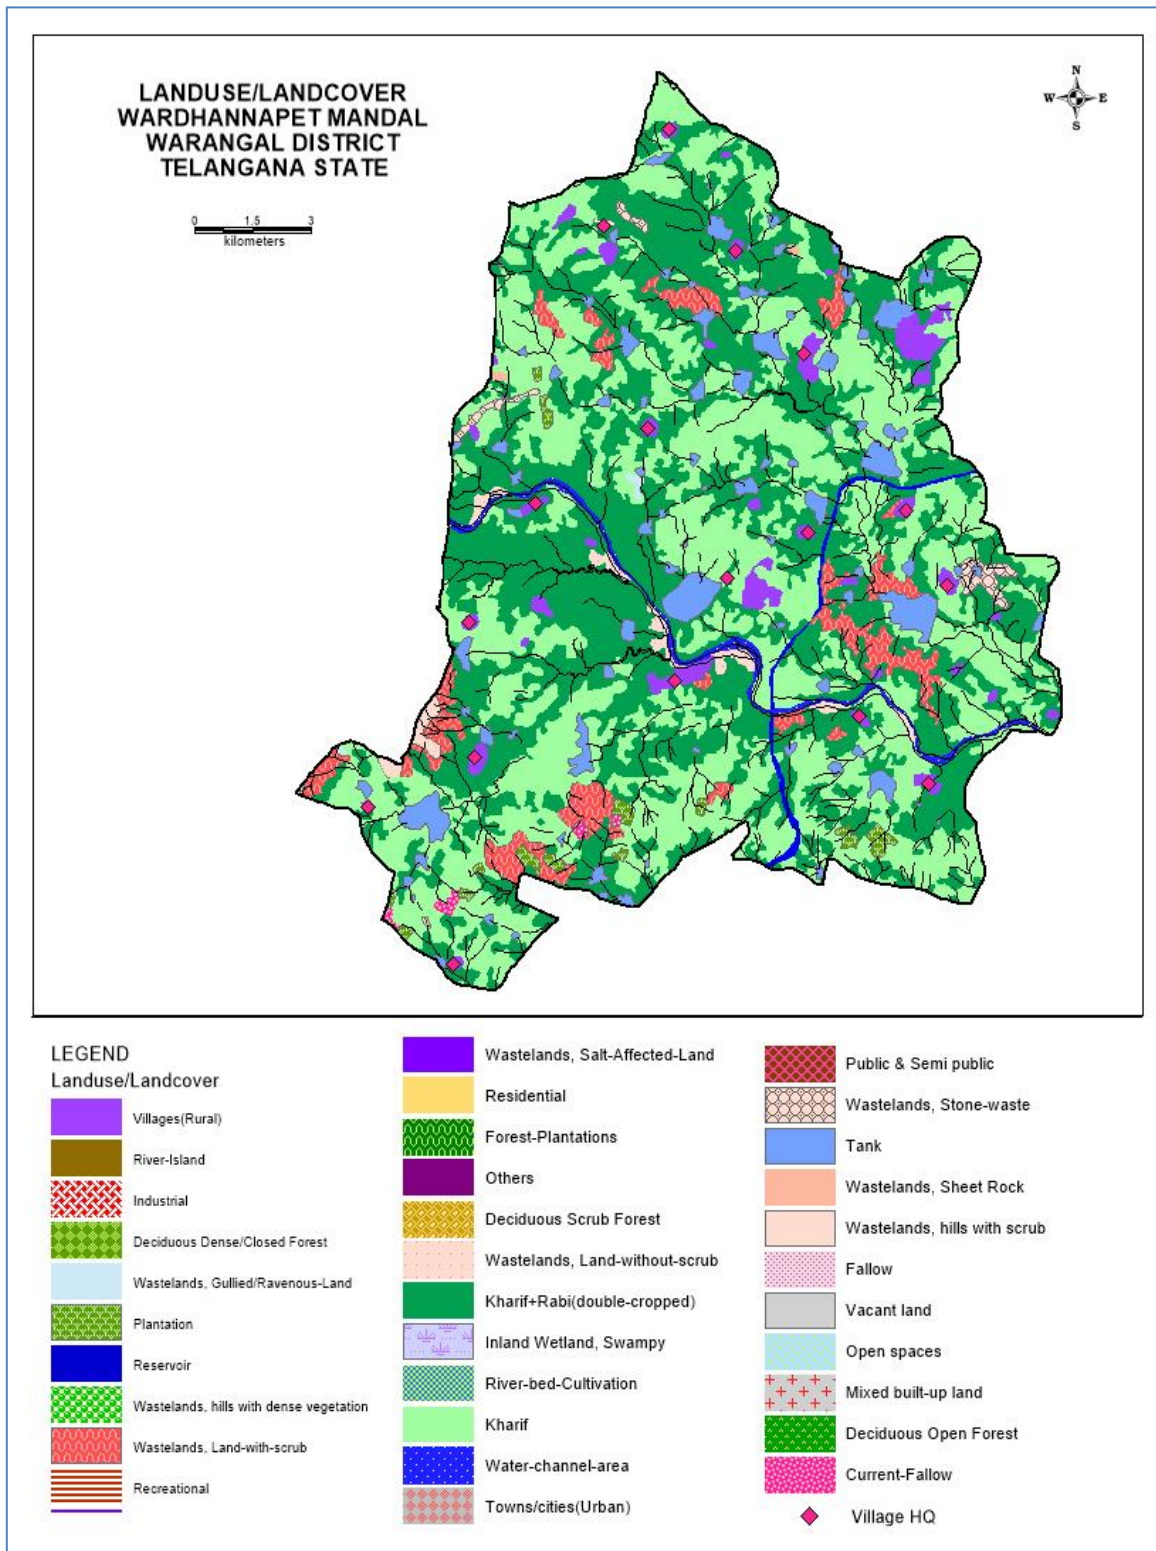 LANDUSE/LANDCOVER
WARDHANNAPET MANDAL
WARANGAL DISTRICT
TELANGANA STATE
0 1.5 3
kilometers
N
W E
S
LEGEND
Landuse/Landcover
Villages(Rural)
River-Island
Industrial
Deciduous Dense/Closed Forest
Wastelands, Gullied/Ravenous-Land
Plantation
Reservoir
Wastelands, hills with dense vegetation
Wastelands, Land-with-scrub
Recreational
Wastelands, Salt-Affected-Land
Residential
Forest-Plantations
Others
Deciduous Scrub Forest
Wastelands, Land-without-scrub
Kharif+Rabi(double-cropped)
Inland Wetland, Swampy
River-bed-Cultivation
Kharif
Water-channel-area
Towns/cities(Urban)
Public & Semi public
Wastelands, Stone-waste
Tank
Wastelands, Sheet Rock
Wastelands, hills with scrub
Fallow
Vacant land
Open spaces
Mixed built-up land
Deciduous Open Forest
Current-Fallow
Village HQ